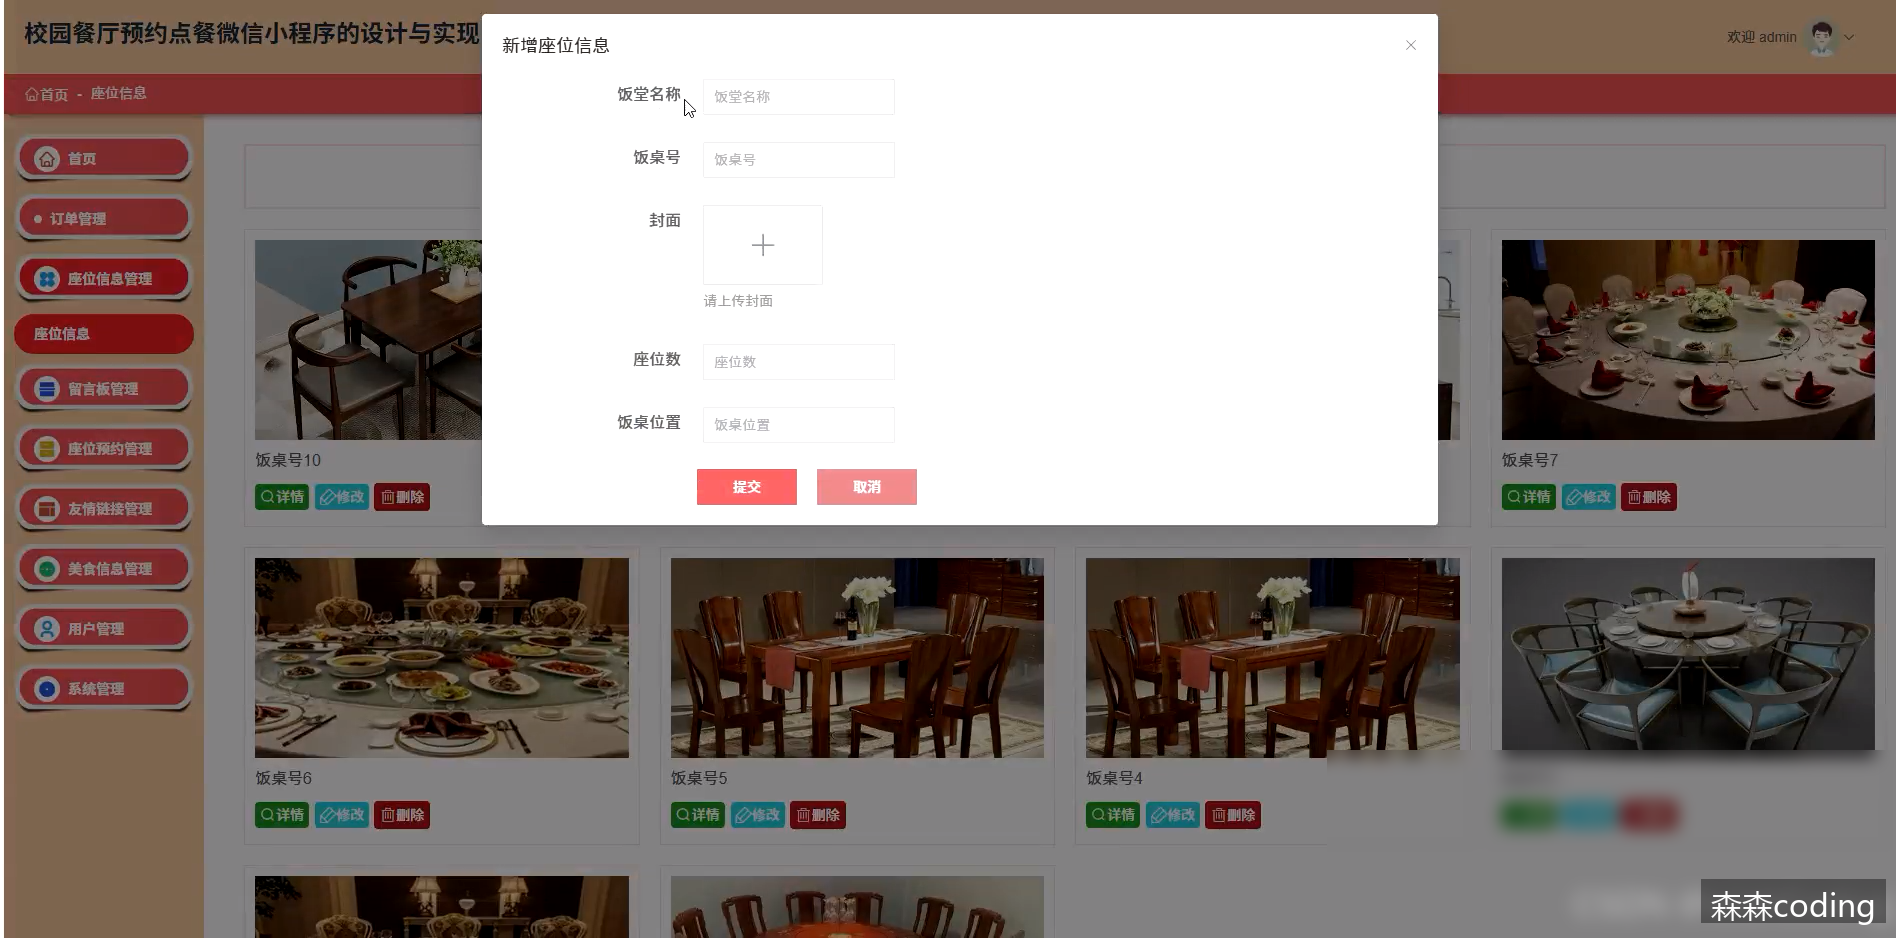 校园餐厅预约点餐微信小程序的设计与实现
欢迎 admin
首页 - 座位信息
首页
订单管理
座位信息管理
座位信息
留言板管理
座位预约管理
友情链接管理
美食信息管理
用户管理
系统管理
新增座位信息
饭堂名称 饭堂名称
饭桌号 饭桌号
封面
请上传封面
座位数 座位数
饭桌位置 饭桌位置
提交 取消
饭桌号10
详情 修改 删除
饭桌号7
详情 修改 删除
饭桌号6
详情 修改 删除
饭桌号5
详情 修改 删除
饭桌号4
详情 修改 删除
森森coding